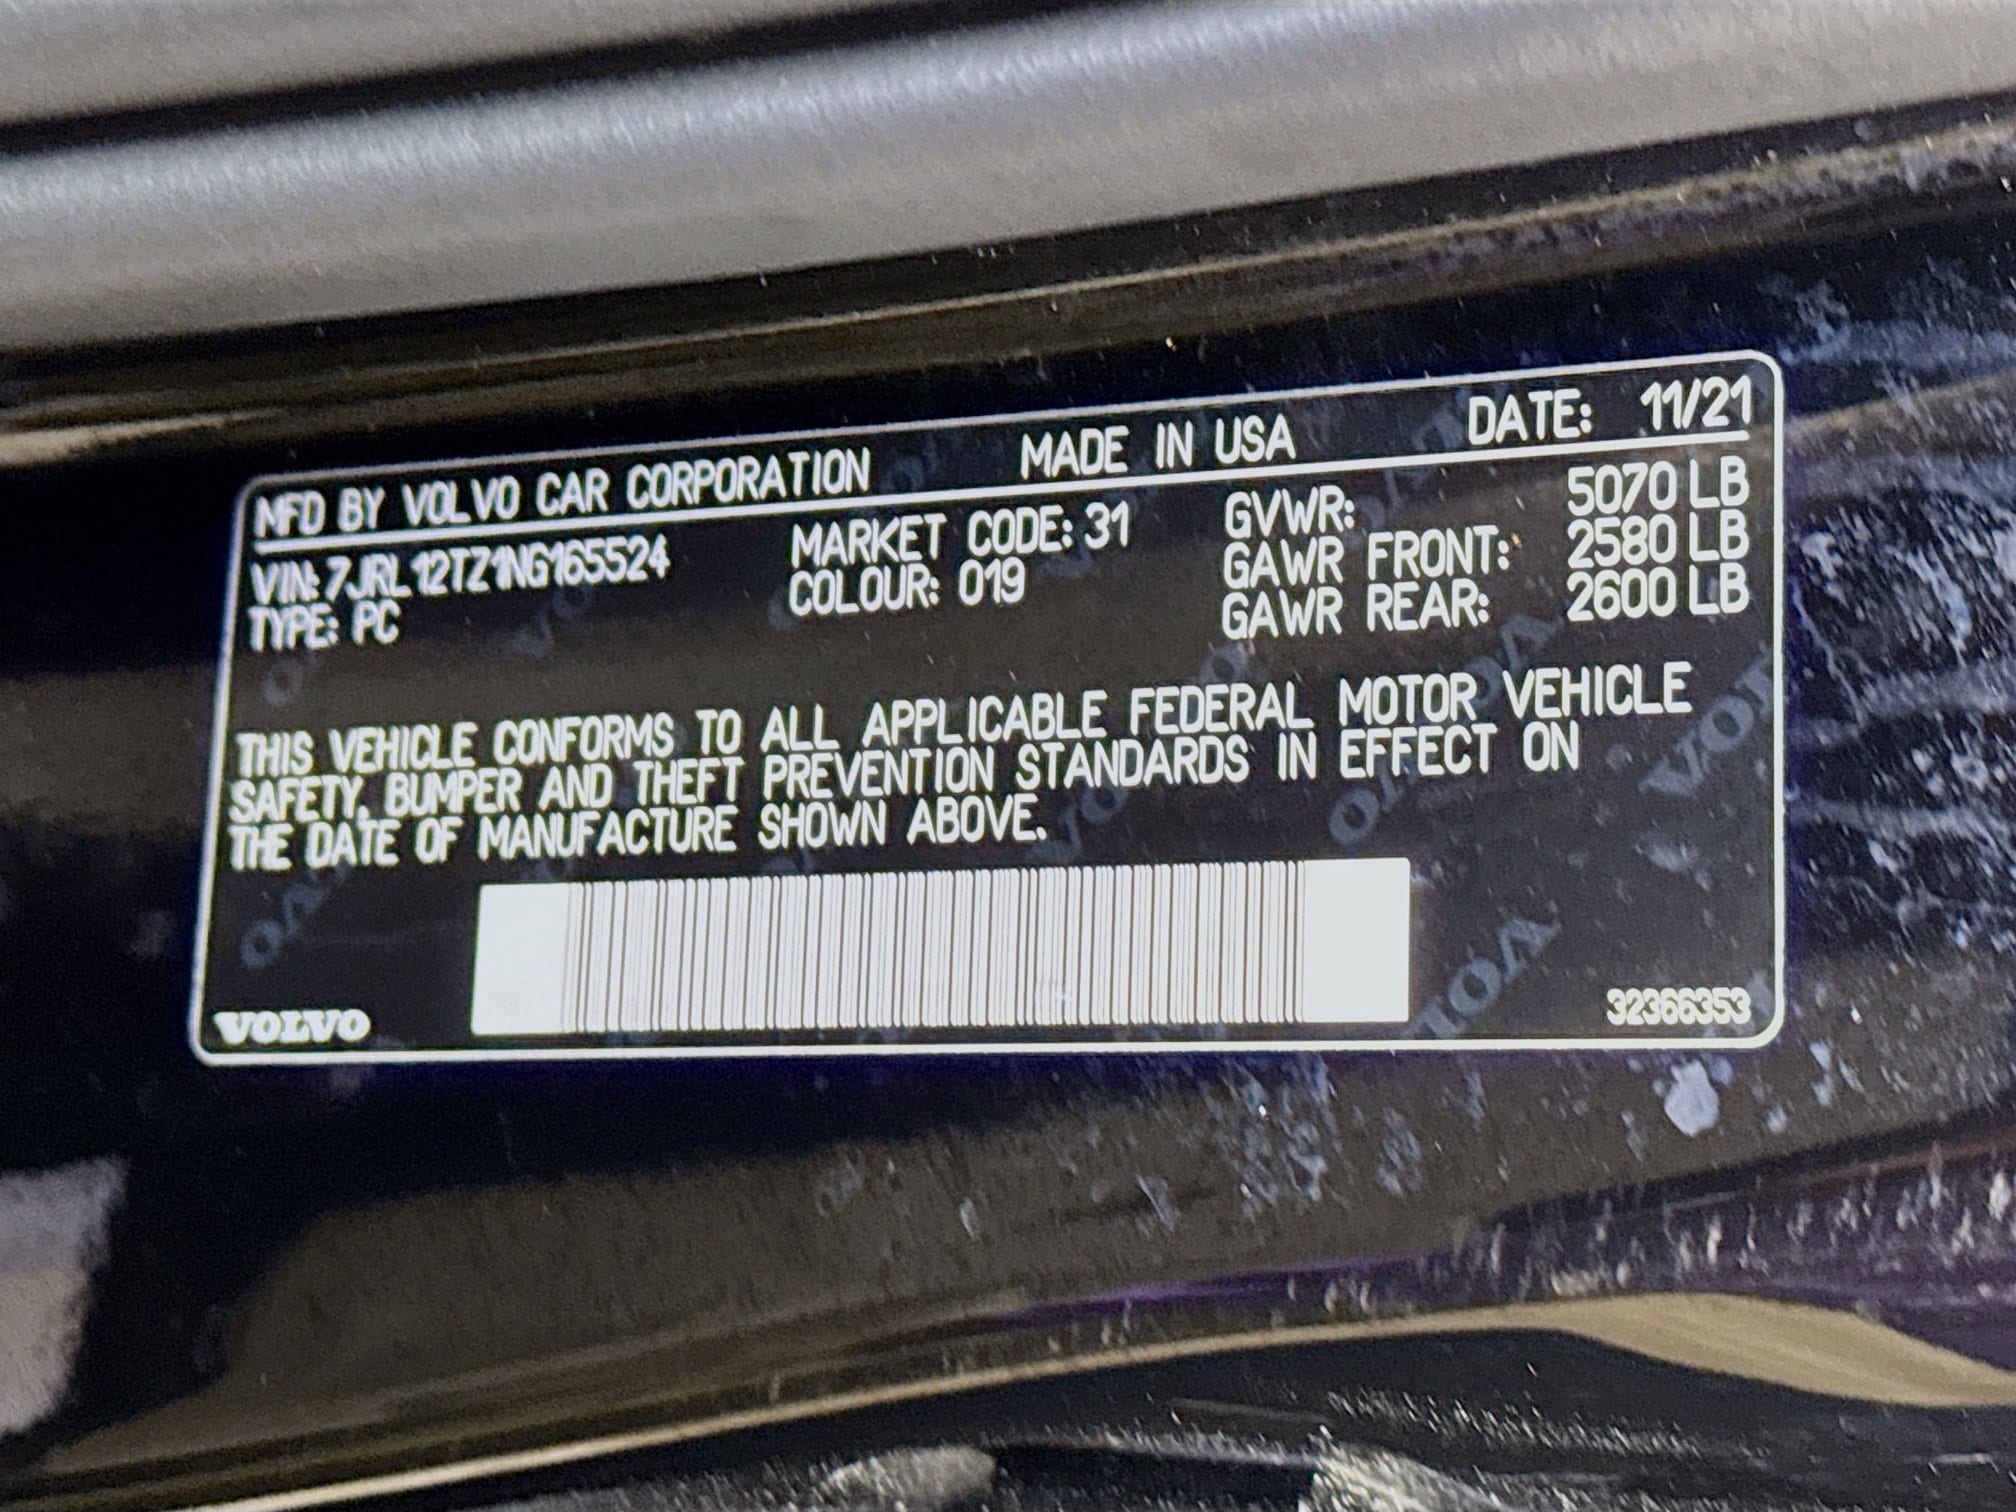 MFD BY VOLVO CAR CORPORATION MADE IN USA DATE: 11/21
VIN: 7JRL12TZ1NG165524 MARKET CODE: 31 GVWR: 5070 LB
TYPE: PC COLOUR: 019 GAWR FRONT: 2580 LB
GAWR REAR: 2600 LB
THIS VEHICLE CONFORMS TO ALL APPLICABLE FEDERAL MOTOR VEHICLE
SAFETY, BUMPER AND THEFT PREVENTION STANDARDS IN EFFECT ON
THE DATE OF MANUFACTURE SHOWN ABOVE.
VOLVO 32366353